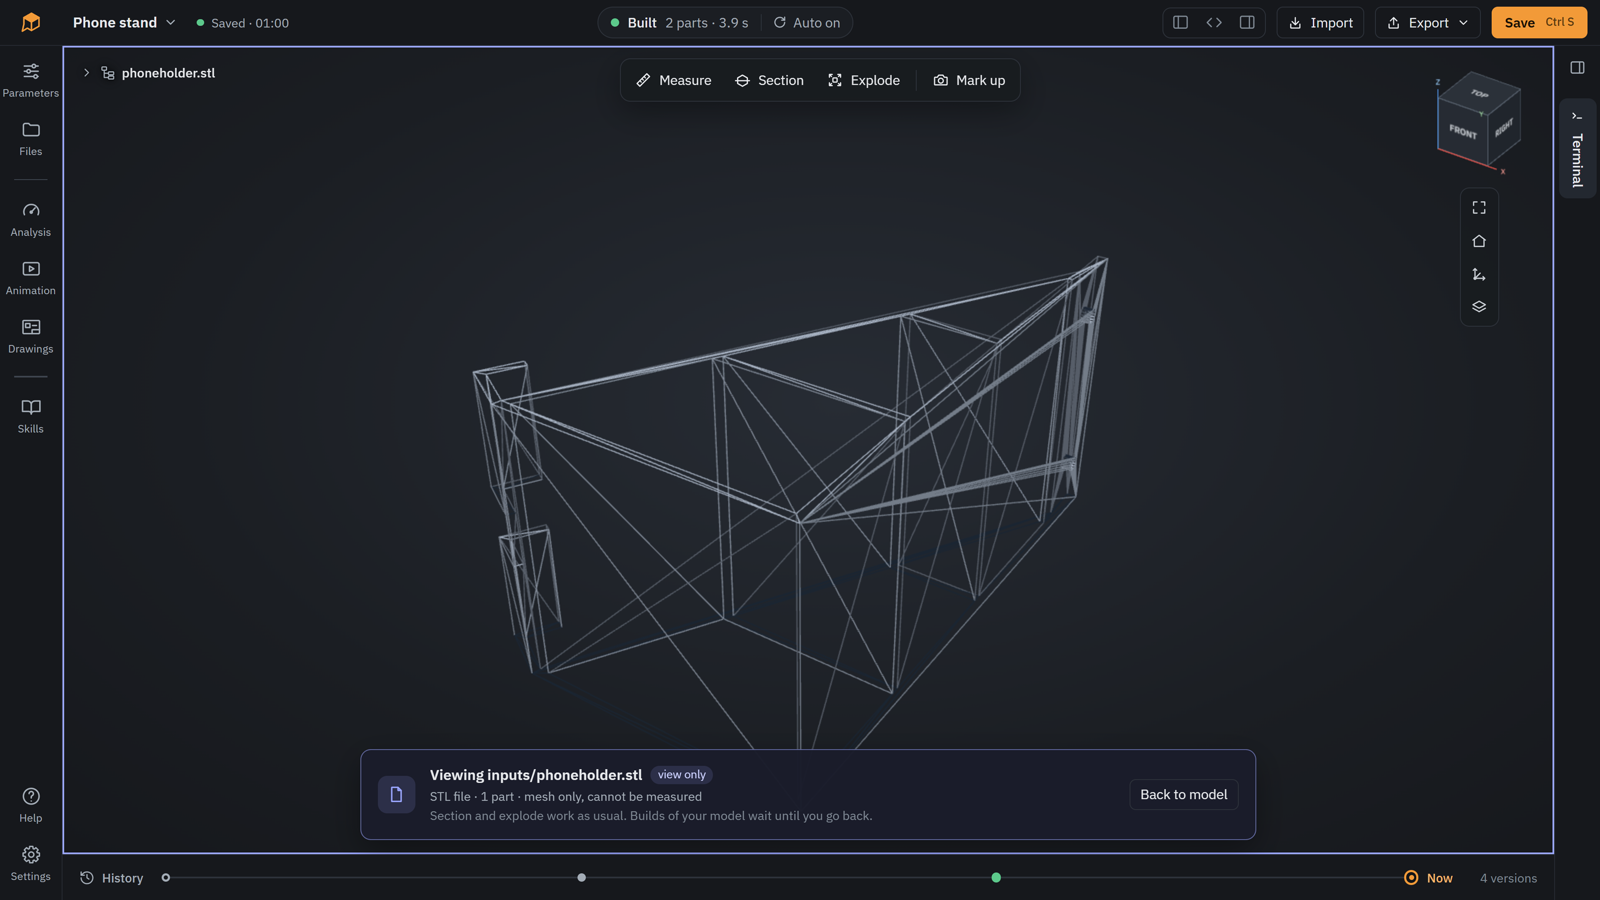 Phone stand
Saved · 01:00
Built 2 parts · 3.9 s
Auto on
Import
Export
Save Ctrl S
Parameters
Files
Analysis
Animation
Drawings
Skills
Help
Settings
phoneholder.stl
Measure
Section
Explode
Mark up
Z
TOP
Y
FRONT
RIGHT
X
Terminal
Viewing inputs/phoneholder.stl view only
STL file · 1 part · mesh only, cannot be measured
Section and explode work as usual. Builds of your model wait until you go back.
Back to model
History
Now
4 versions